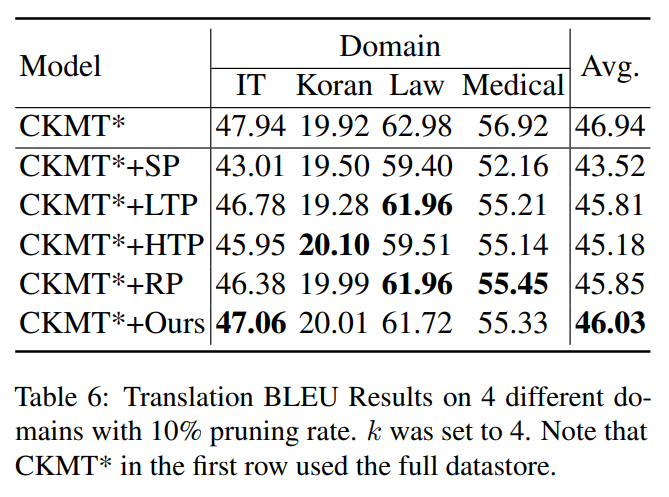 Model Domain Avg.
IT Koran Law Medical
CKMT* 47.94 19.92 62.98 56.92 46.94
CKMT*+SP 43.01 19.50 59.40 52.16 43.52
CKMT*+LTP 46.78 19.28 61.96 55.21 45.81
CKMT*+HTP 45.95 20.10 59.51 55.14 45.18
CKMT*+RP 46.38 19.99 61.96 55.45 45.85
CKMT*+Ours 47.06 20.01 61.72 55.33 46.03
Table 6: Translation BLEU Results on 4 different do-
mains with 10% pruning rate. k was set to 4. Note that
CKMT* in the first row used the full datastore.